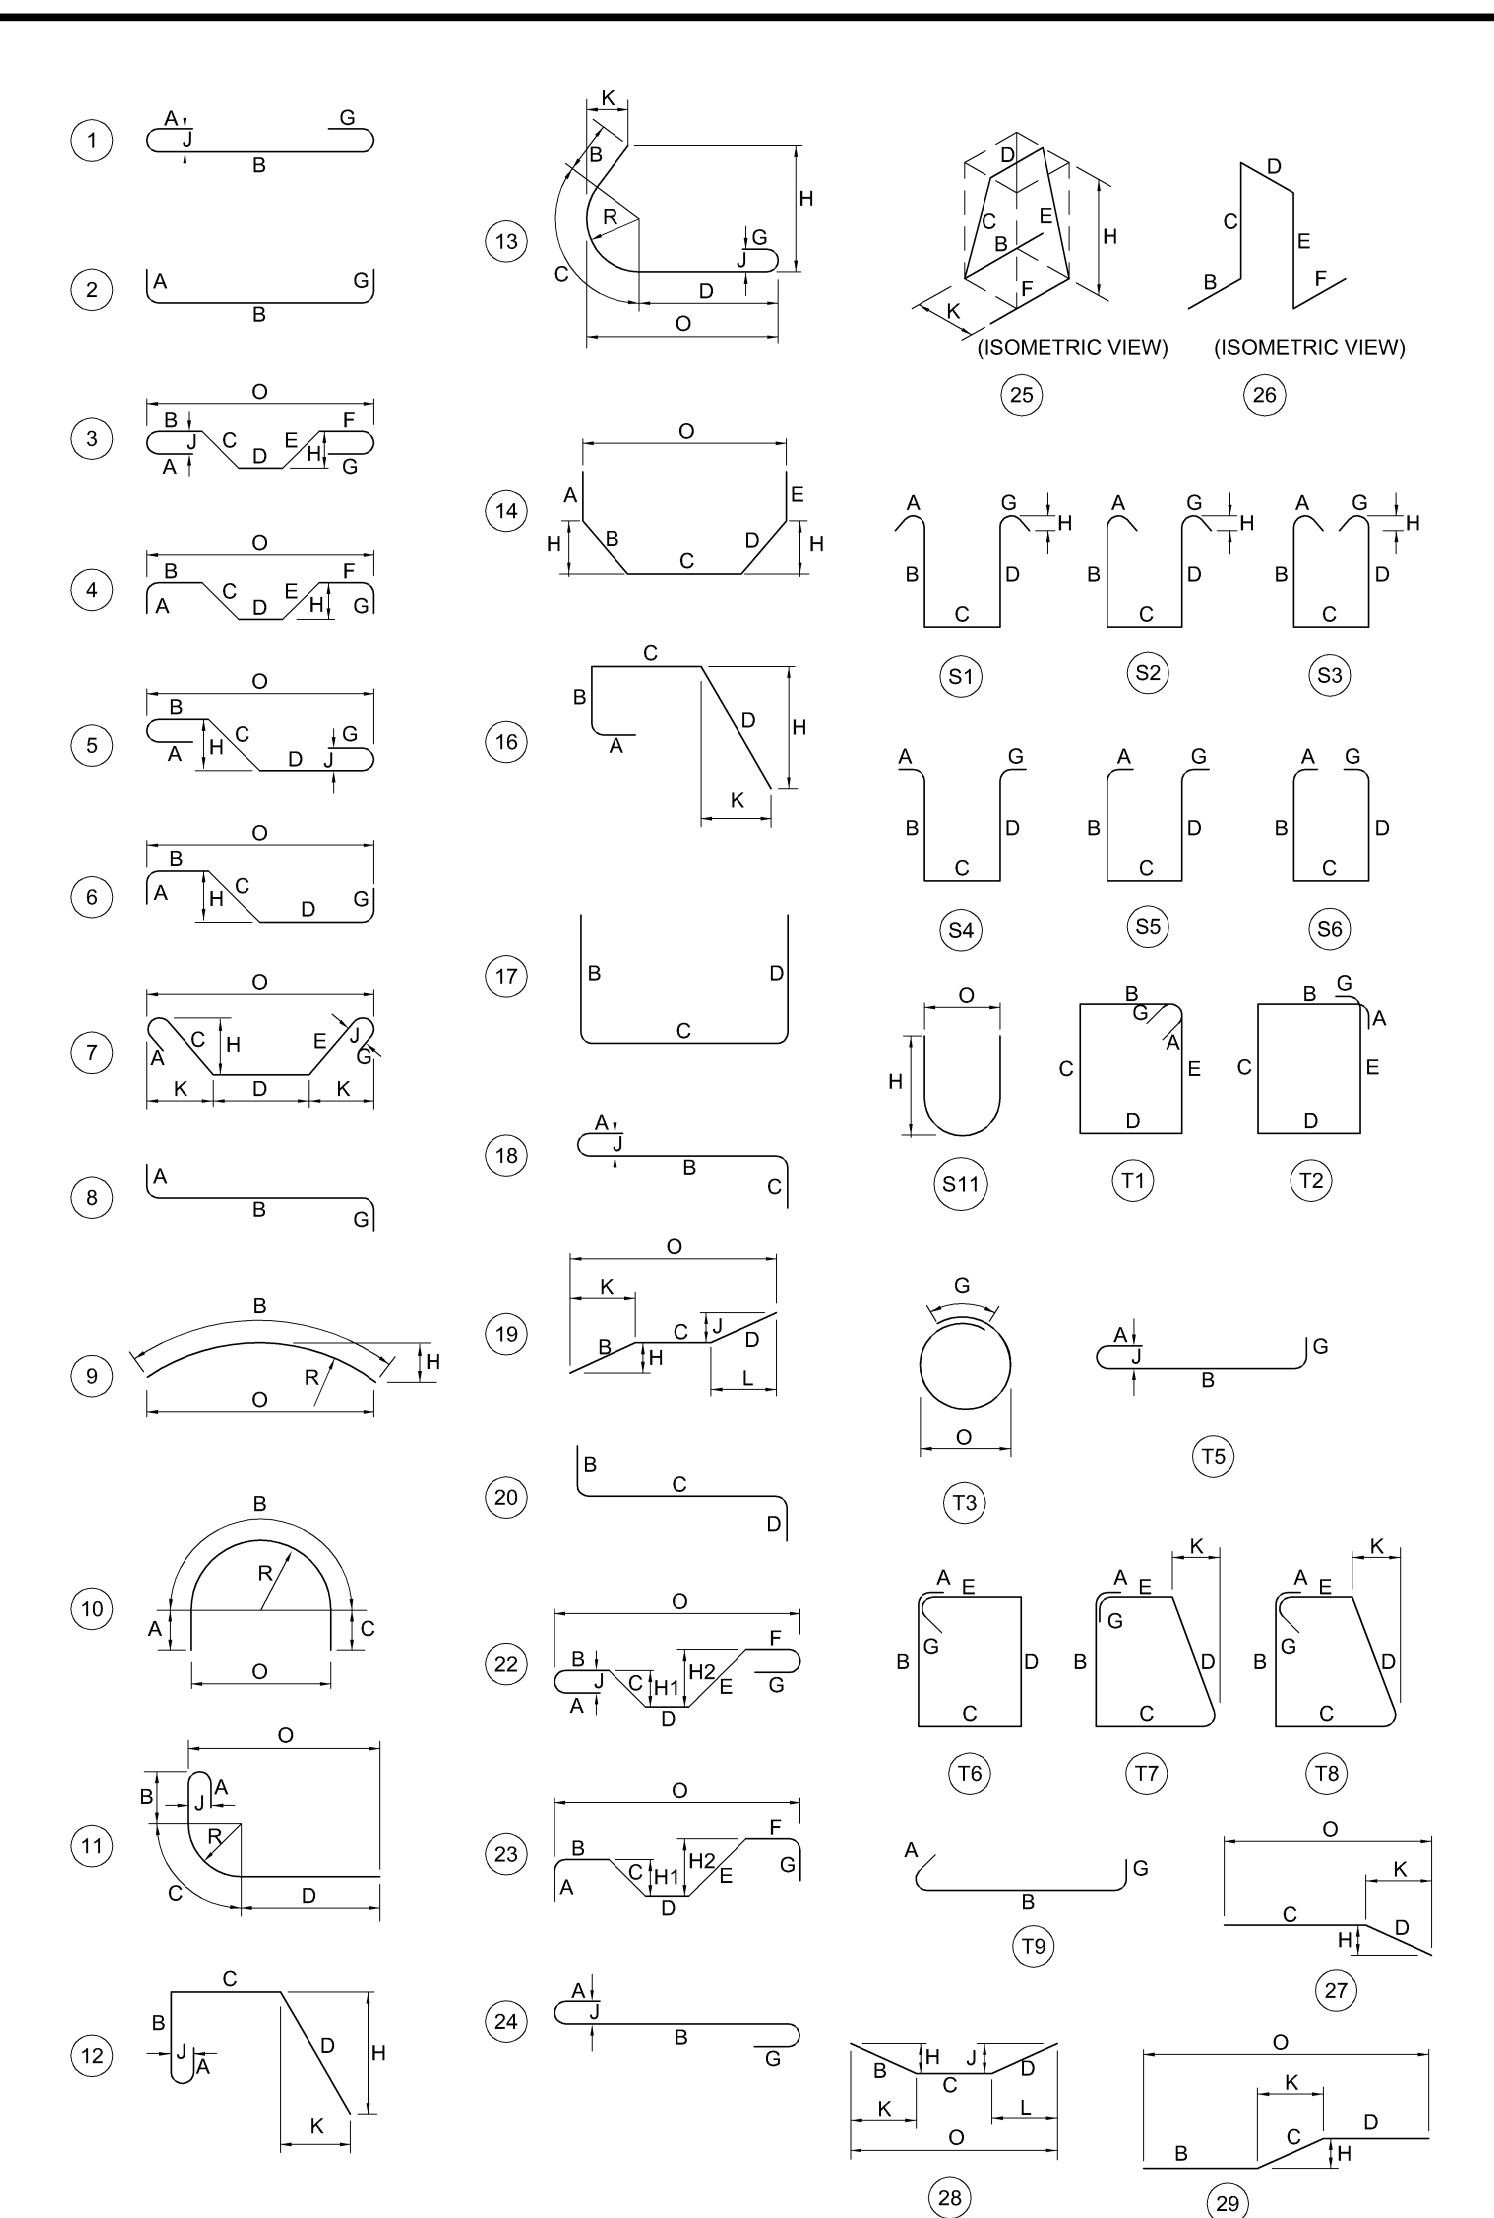 A J G
B
1
A G
B
2
O
B J C E F
A D H G
3
O
B C E F
A D H G
4
O
B C G
A H D J
5
O
B C
A H D G
6
O
C H E J
A G
K D K
7
A
B G
8
B
H
R
O
9
B
R
A C
O
10
O
B A
J
R
C D
11
C
B D H
J A
K
12
K
B
R H
G
J
C D
O
13
O
A E
H B D H
C
14
C
B D H
A
K
16
B D
C
17
A J
B C
18
O
K
B C J D
H
L
19
B C
D
20
O
B J C H1 H2 E F
A D G
22
O
B C H1 H2 E F
A D G
23
A J
B G
24
D
C E H
B
F
K
(ISOMETRIC VIEW)
25
D
C E
B F
(ISOMETRIC VIEW)
26
A G H
B D
C
S1
A G H
B D
C
S2
A G H
B D
C
S3
A G
B D
C
S4
A G
B D
C
S5
A G
B D
C
S6
O
H
S11
B
G A
C E
D
T1
B G
A
C E
D
T2
G
O
T3
A J G
B
T5
A E
G
B D
C
T6
K
A E
G
B D
C
T7
K
A E
G
B D
C
T8
A G
B
T9
O
K
C D
H
27
H J
B C D
K L
O
28
O
K
B C D
H
29